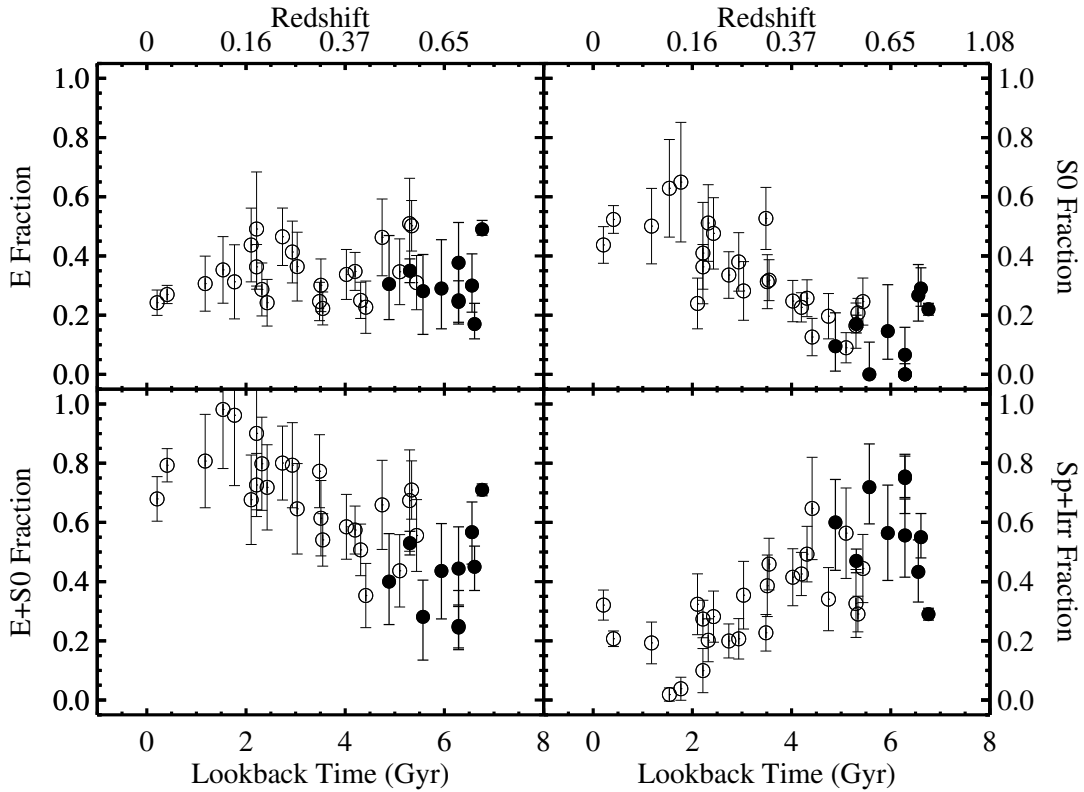 Redshift Redshift
0 0.16 0.37 0.65 0 0.16 0.37 0.65 1.08
1.0 1.0
0.8 0.8
0.6 0.6
0.4 0.4
0.2 0.2
0.0 0.0
E Fraction
S0 Fraction
1.0 1.0
0.8 0.8
0.6 0.6
0.4 0.4
0.2 0.2
0.0 0.0
E+S0 Fraction
Sp+Irr Fraction
0 2 4 6 8 0 2 4 6 8
Lookback Time (Gyr) Lookback Time (Gyr)